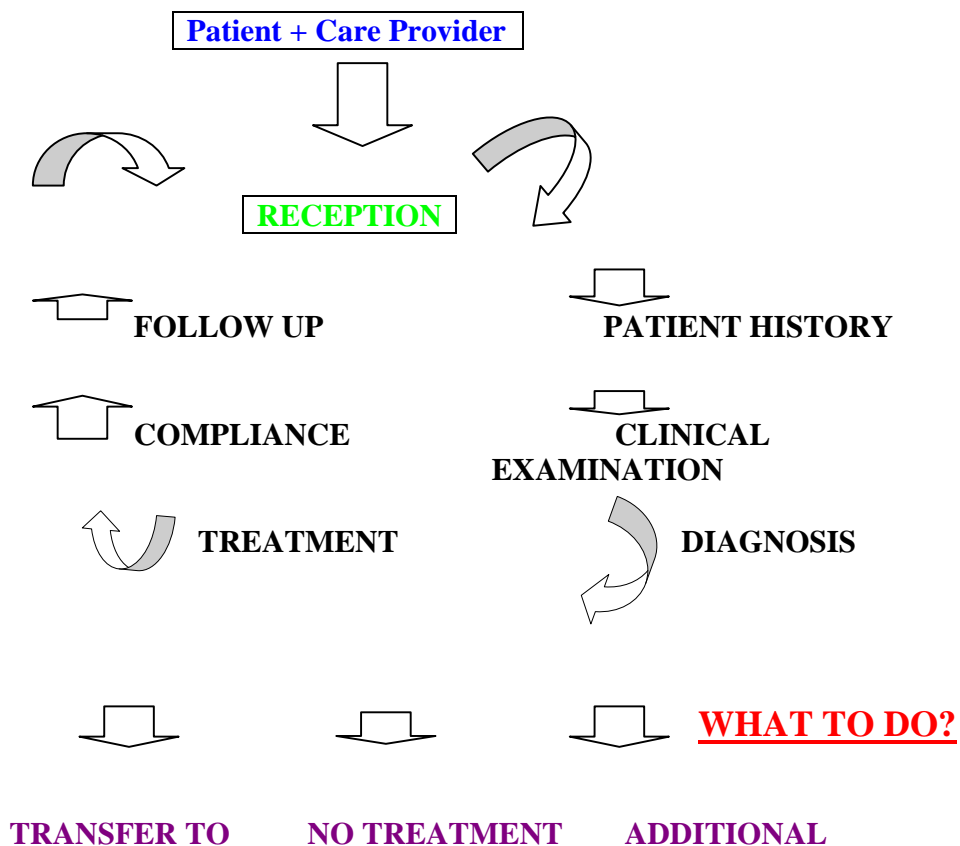 Patient + Care Provider
RECEPTION
FOLLOW UP PATIENT HISTORY
COMPLIANCE CLINICAL
EXAMINATION
TREATMENT DIAGNOSIS
WHAT TO DO?
TRANSFER TO NO TREATMENT ADDITIONAL